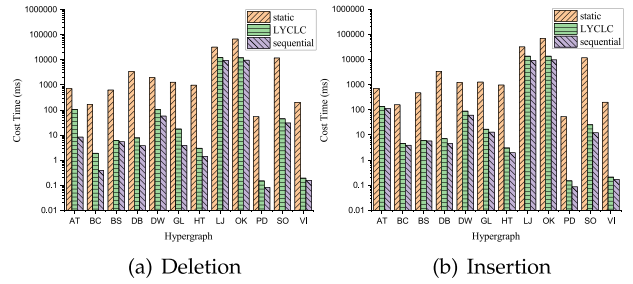 1000000
100000
10000
1000
100
10
1
0.1
0.01
Cost Time (ms)
static
LYCLC
sequential
AT BC BS DB DW GL HT LJ OK PD SO VI
Hypergraph
(a) Deletion
1000000
100000
10000
1000
100
10
1
0.1
0.01
Cost Time (ms)
static
LYCLC
sequential
AT BC BS DB DW GL HT LJ OK PD SO VI
Hypergraph
(b) Insertion